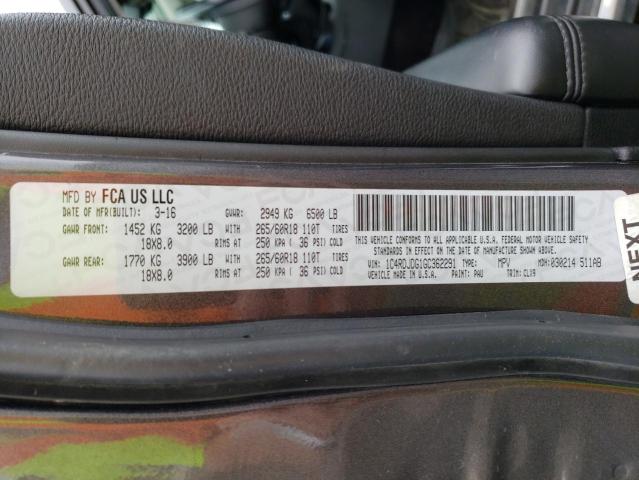 MFD BY FCA US LLC
DATE OF MFR(BUILT): 3-16 GVWR: 2949 KG 6500 LB
GAWR FRONT: 1452 KG 3200 LB WITH 265/60R18 110T TIRES
18X8.0 RIMS AT 250 KPA ( 36 PSI) COLD
GAWR REAR: 1770 KG 3900 LB WITH 265/60R18 110T TIRES
18X8.0 RIMS AT 250 KPA ( 36 PSI) COLD
THIS VEHICLE CONFORMS TO ALL APPLICABLE U.S.A. FEDERAL MOTOR VEHICLE SAFETY
STANDARDS IN EFFECT ON THE DATE OF MANUFACTURE SHOWN ABOVE.
VIN: 1C4RDJDG1GC362291 TYPE: MPV MDH: 030214 511AB
VEHICLE MADE IN U.S.A. PAINT: PAU TRIM: CLX9
NEXT